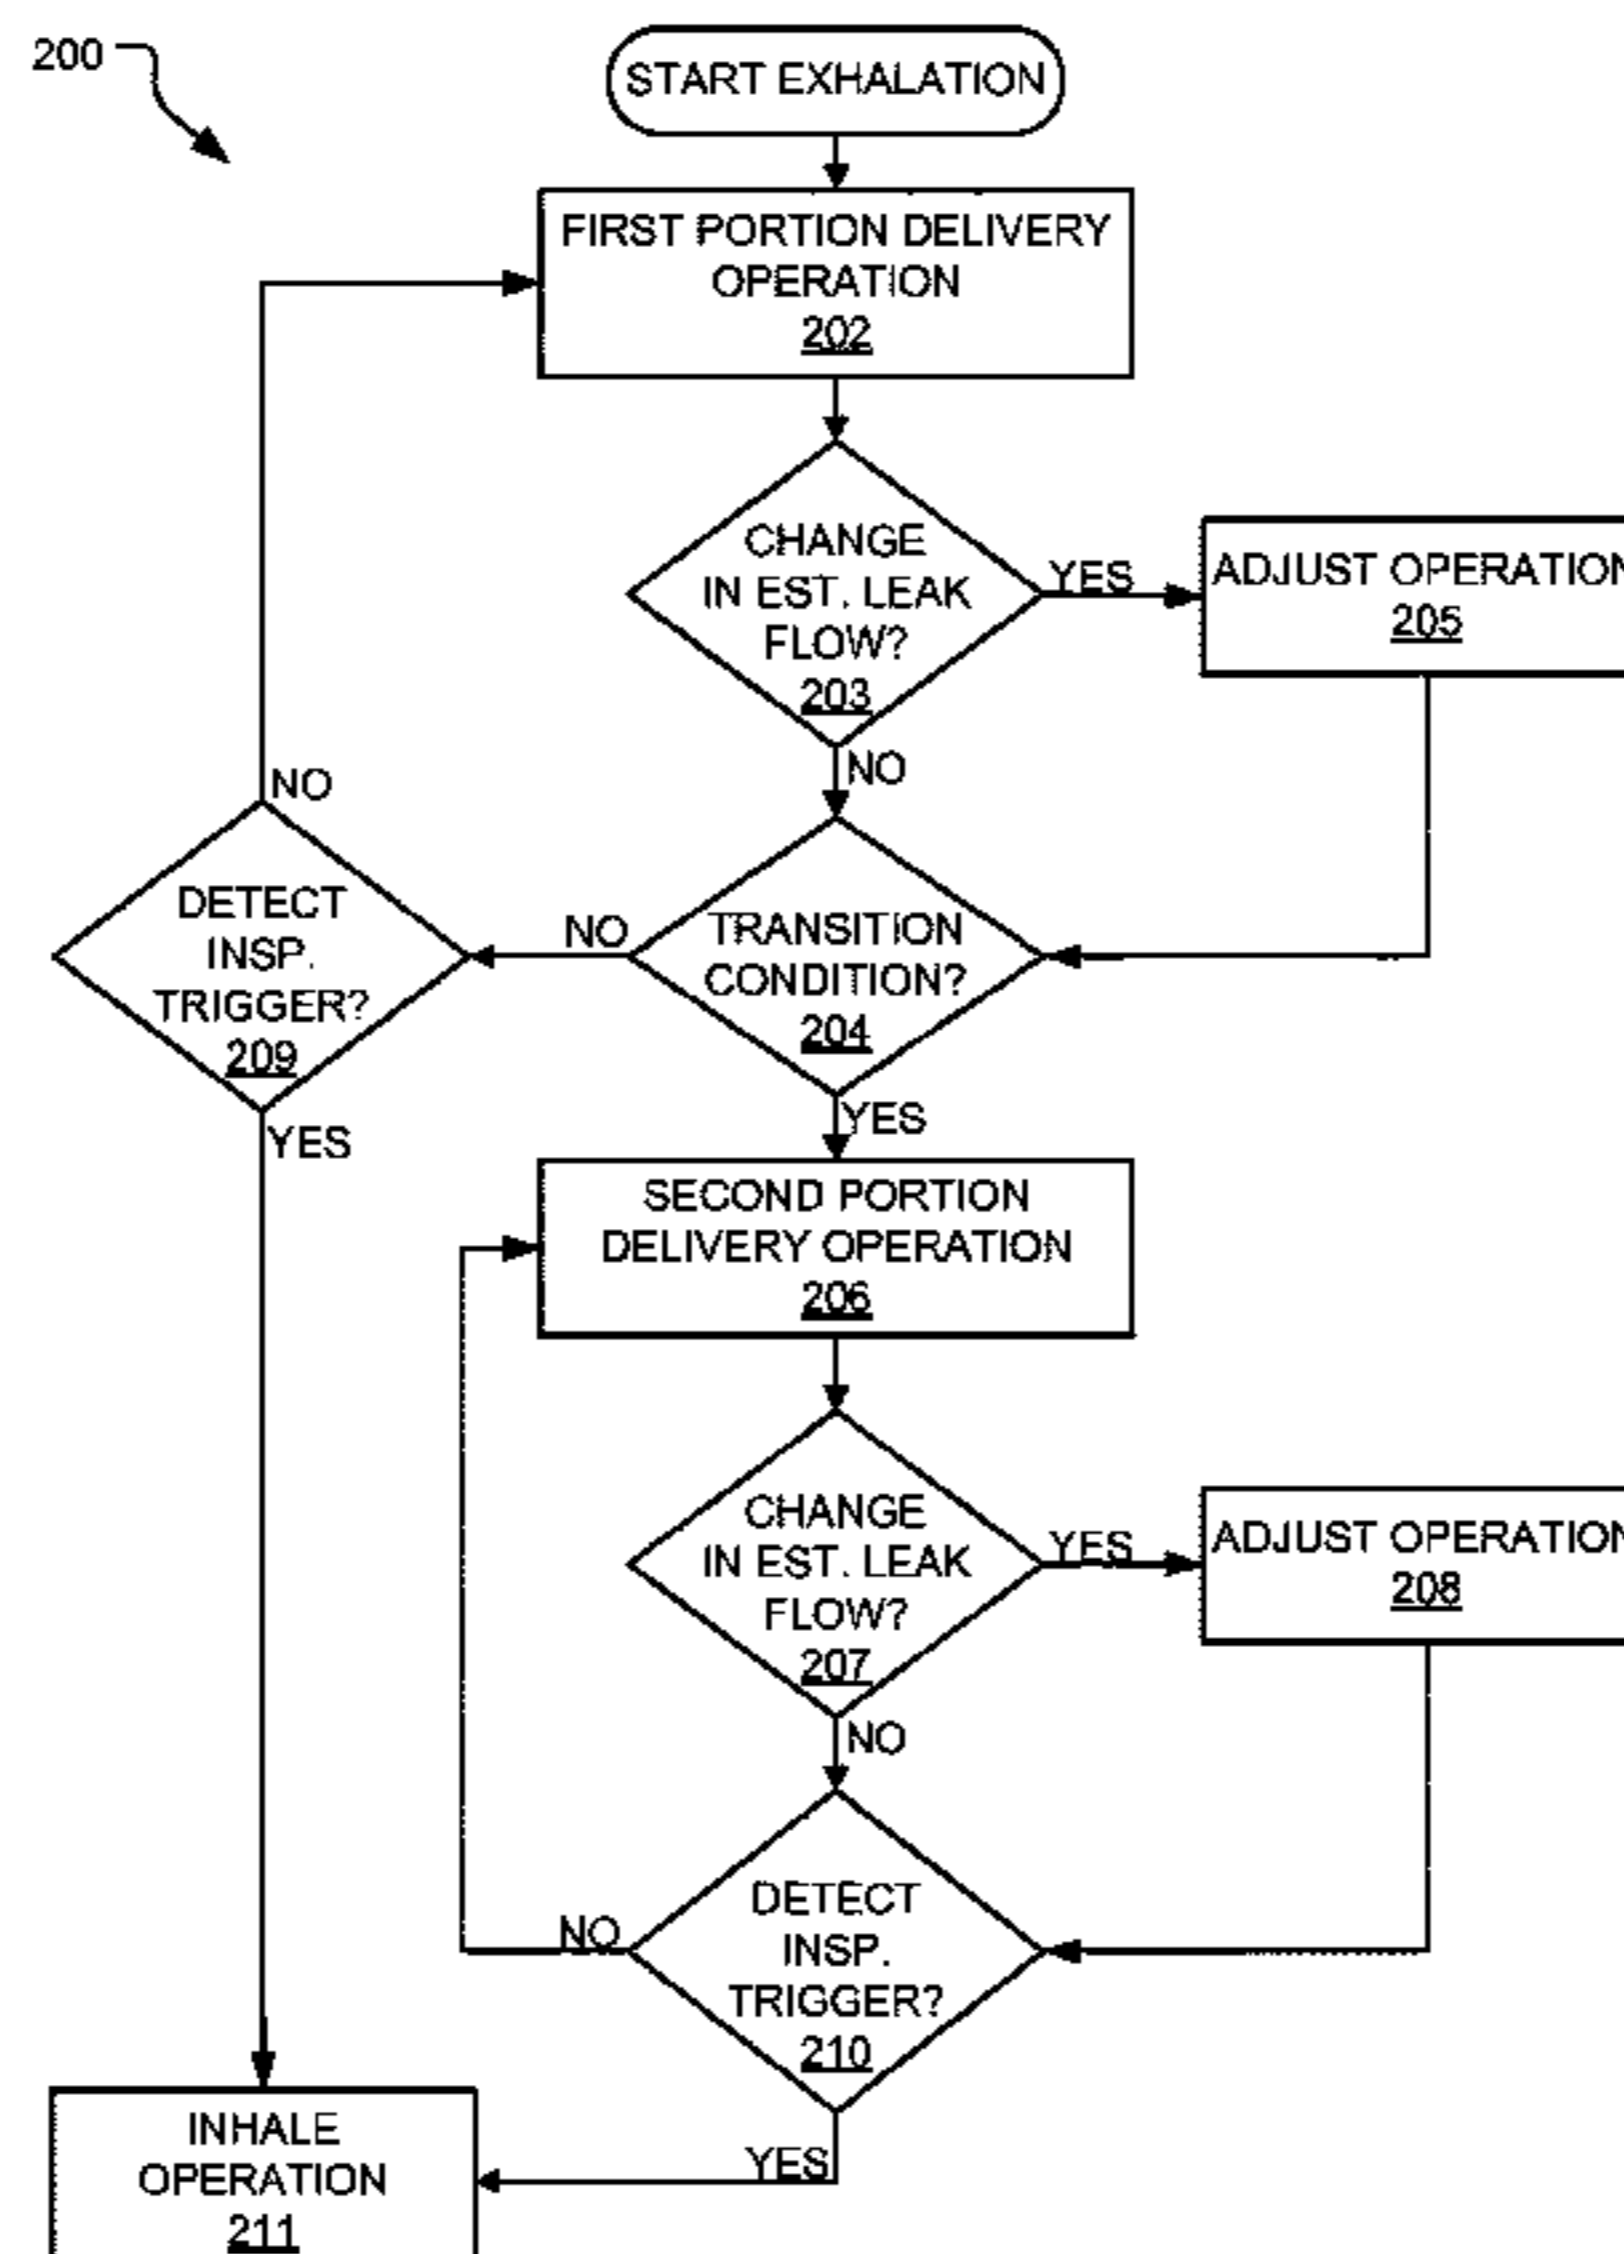 200
START EXHALATION
FIRST PORTION DELIVERY
OPERATION
202
CHANGE
IN EST. LEAK
FLOW?
203
YES
ADJUST OPERATION
205
NO
TRANSITION
CONDITION?
204
NO
DETECT
INSP.
TRIGGER?
209
NO
YES
YES
SECOND PORTION
DELIVERY OPERATION
206
CHANGE
IN EST. LEAK
FLOW?
207
YES
ADJUST OPERATION
208
NO
DETECT
INSP.
TRIGGER?
210
NO
YES
INHALE
OPERATION
211